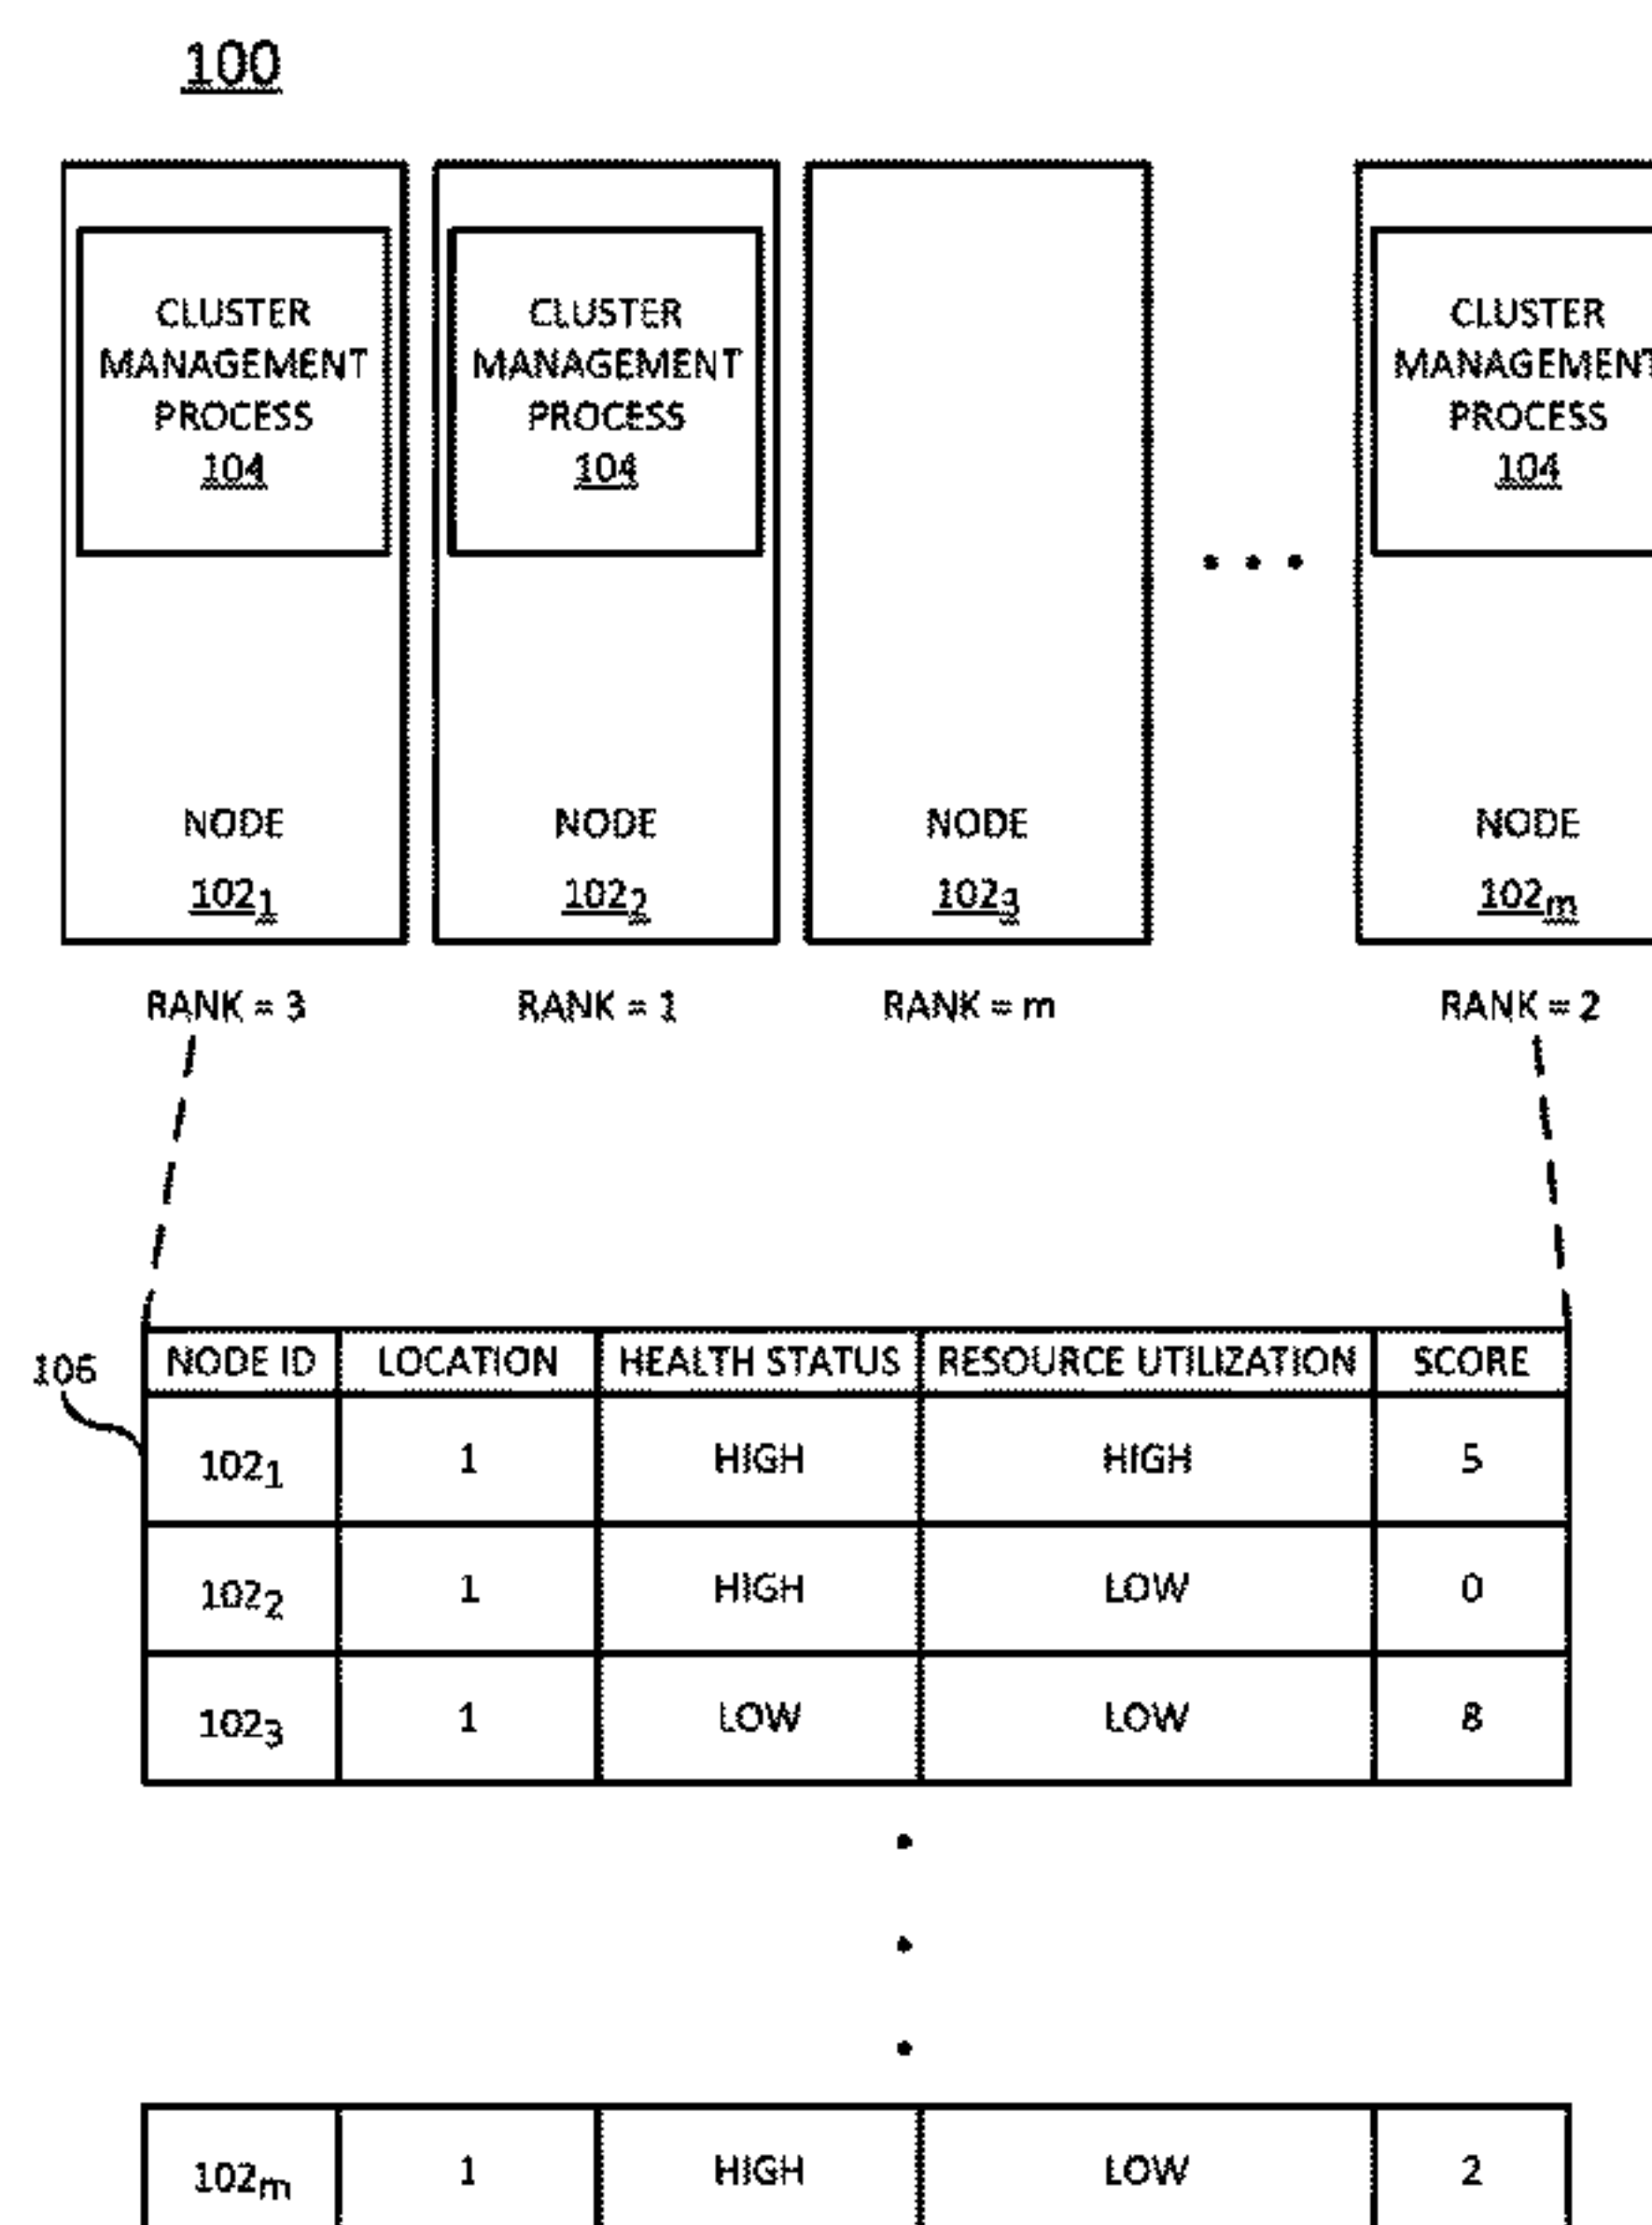 100
CLUSTER
MANAGEMENT
PROCESS
104
NODE
102₁
RANK = 3
CLUSTER
MANAGEMENT
PROCESS
104
NODE
102₂
RANK = 1
NODE
102₃
RANK = m
• • •
CLUSTER
MANAGEMENT
PROCESS
104
NODE
102m
RANK = 2
106
NODE ID LOCATION HEALTH STATUS RESOURCE UTILIZATION SCORE
102₁ 1 HIGH HIGH 5
102₂ 1 HIGH LOW 0
102₃ 1 LOW LOW 8
102m 1 HIGH LOW 2